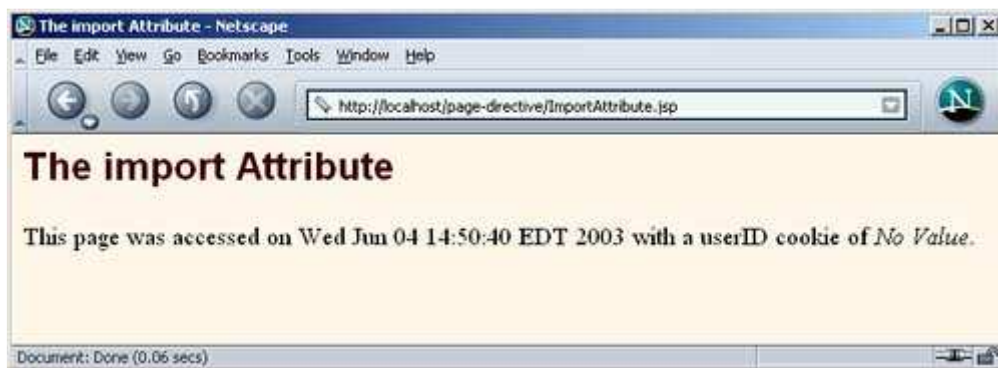 The import Attribute - Netscape
File Edit View Go Bookmarks Tools Window Help
http://localhost/page-directive/ImportAttribute.jsp
N
The import Attribute
This page was accessed on Wed Jun 04 14:50:40 EDT 2003 with a userID cookie of No Value.
Document: Done (0.06 secs)